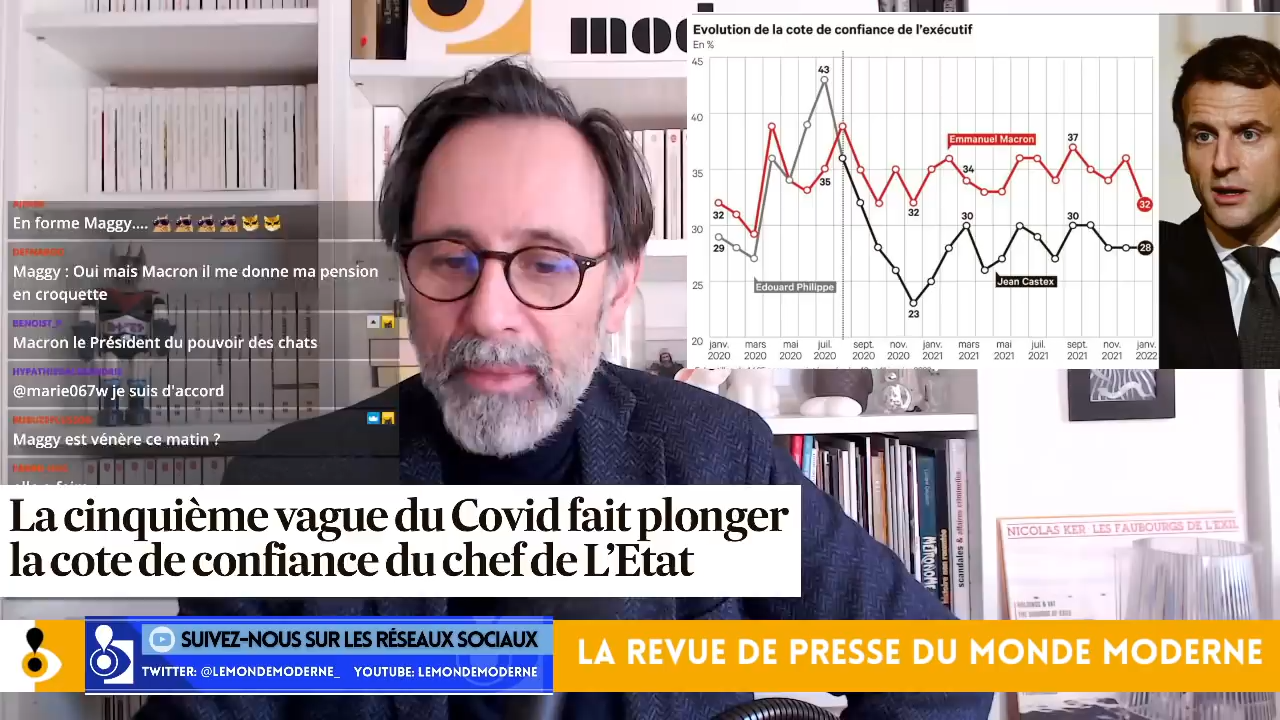 Evolution de la cote de confiance de l'exécutif
En %
45
43
40
Emmanuel Macron
37
35
34
35
32
32
32
30
30
30
29
28
Edouard Philippe
Jean Castex
25
23
20
janv. mars mai juil. sept. nov. janv. mars mai juil. sept. nov. janv.
2020 2020 2020 2020 2020 2020 2021 2021 2021 2021 2021 2021 2022
En forme Maggy....
Maggy : Oui mais Macron il me donne ma pension
en croquette
BENOIST_
Macron le Président du pouvoir des chats
@marie067w je suis d'accord
Maggy est vénère ce matin ?
La cinquième vague du Covid fait plonger
la cote de confiance du chef de L'Etat
NICOLAS KER LES FAUBOURGS DE L'EXIL
scandales & affaires criminelles
SUIVEZ-NOUS SUR LES RÉSEAUX SOCIAUX
TWITTER: @LEMONDEMODERNE_ YOUTUBE: LEMONDEMODERNE
LA REVUE DE PRESSE DU MONDE MODERNE